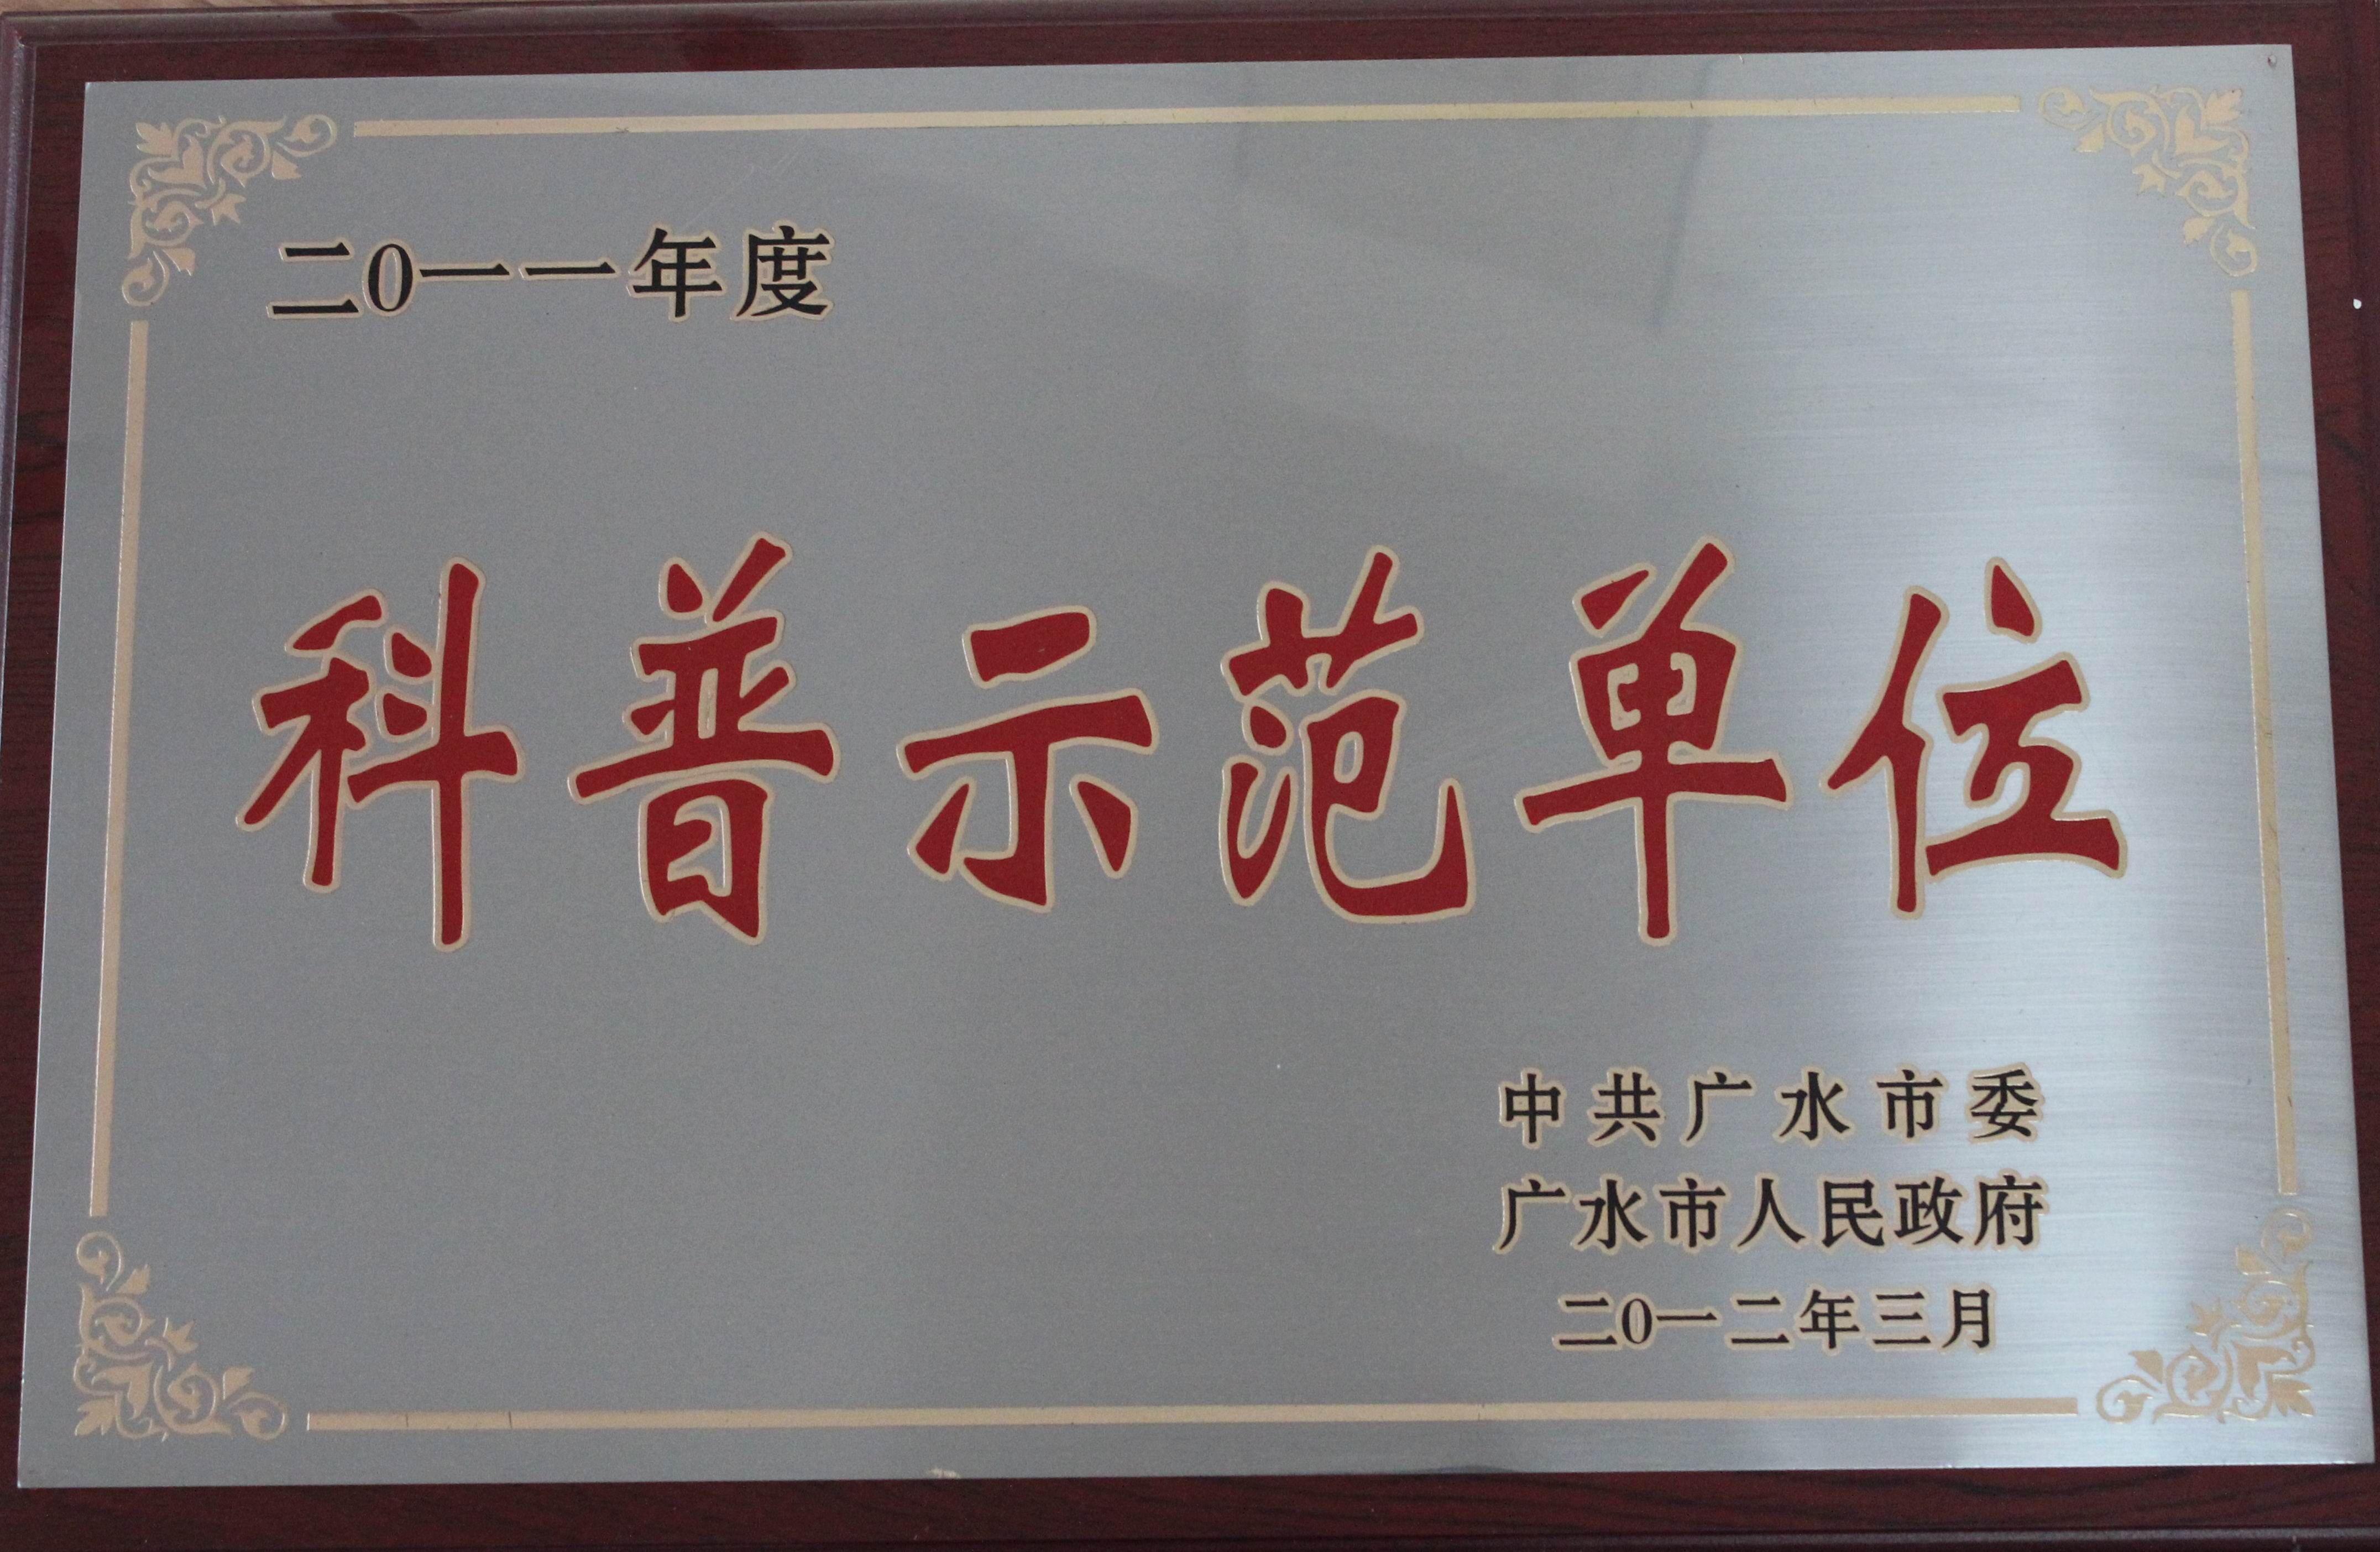 二0一一年度
科普示范单位
中共广水市委
广水市人民政府
二0一二年三月